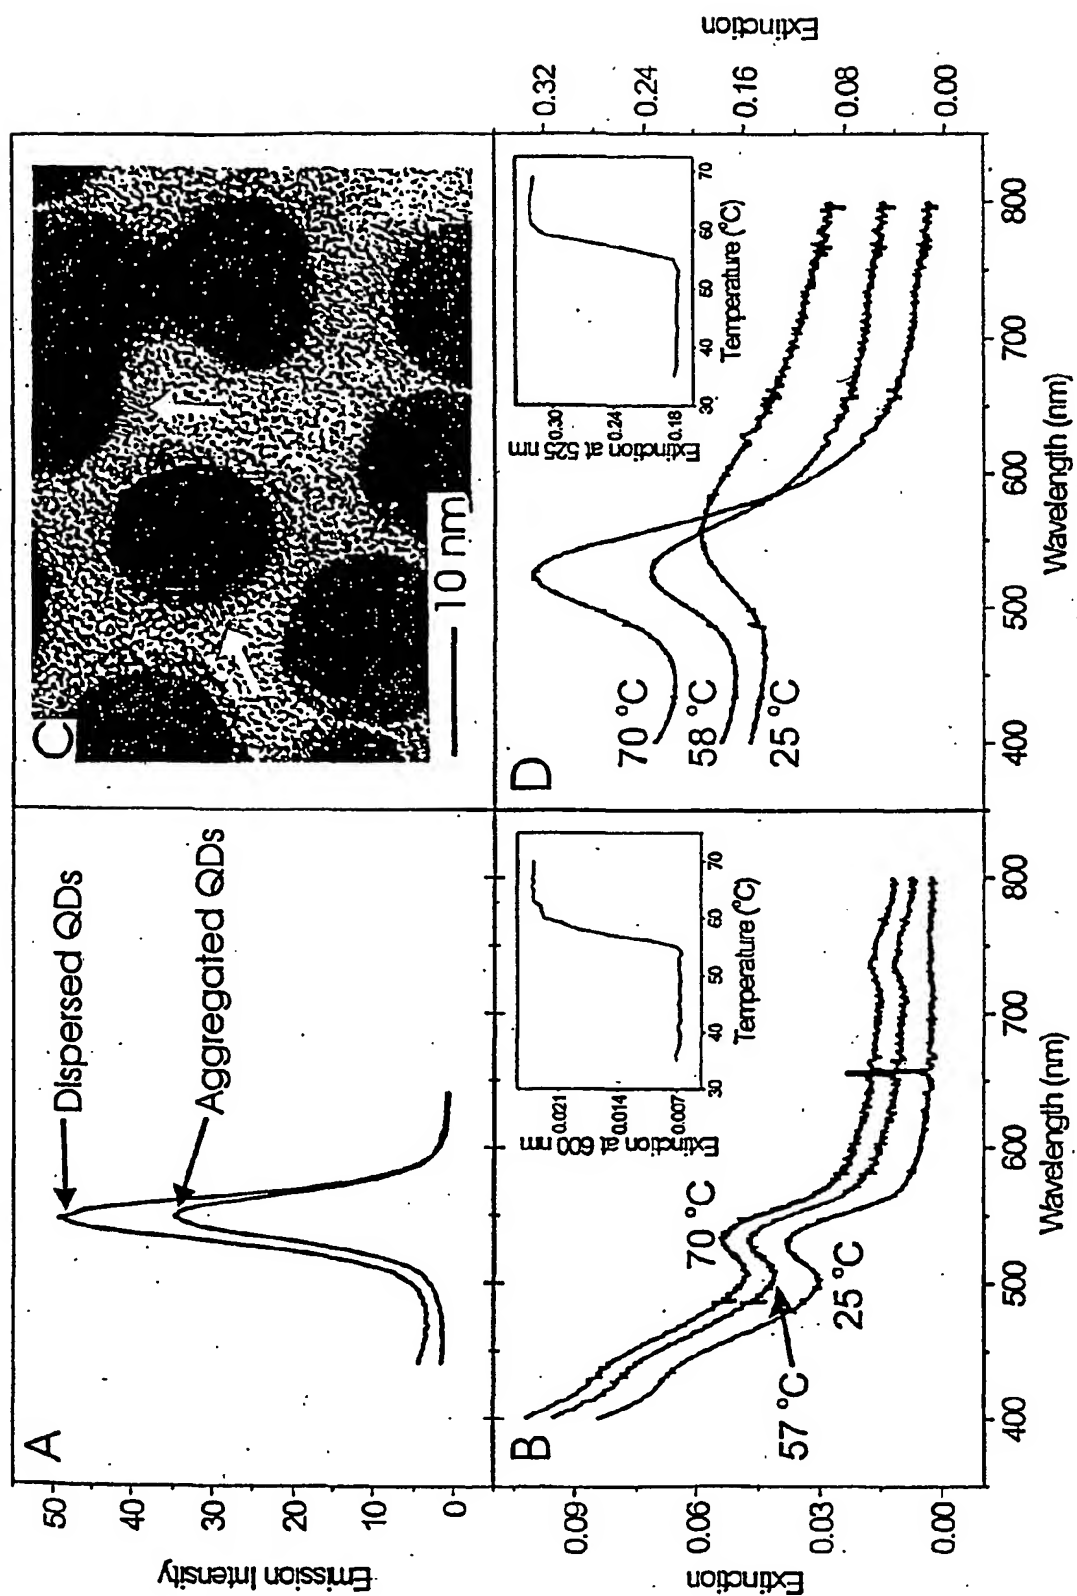 A
Dispersed QDs
Aggregated QDs
Emission Intensity
50
40
30
20
10
0
C
10 nm
B
70 °C
57 °C
25 °C
Extinction
0.09
0.06
0.03
0.00
400
500
600
700
800
Wavelength (nm)
Extinction at 600 nm
0.021
0.014
0.007
30
40
50
60
70
Temperature (°C)
D
70 °C
58 °C
25 °C
Extinction
0.32
0.24
0.16
0.08
0.00
400
500
600
700
800
Wavelength (nm)
Extinction at 525 nm
0.30
0.24
0.18
30
40
50
60
70
Temperature (°C)